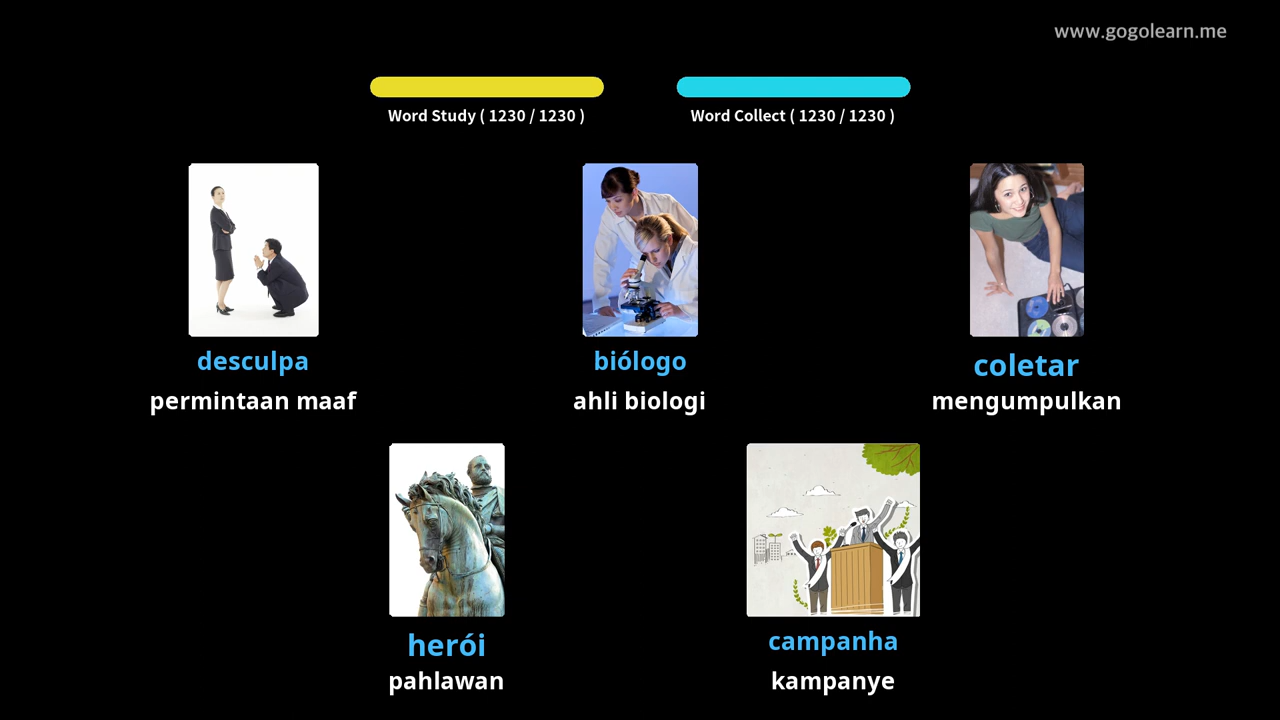 www.gogolearn.me
Word Study ( 1230 / 1230 )
Word Collect ( 1230 / 1230 )
desculpa
permintaan maaf
biólogo
ahli biologi
coletar
mengumpulkan
herói
pahlawan
campanha
kampanye